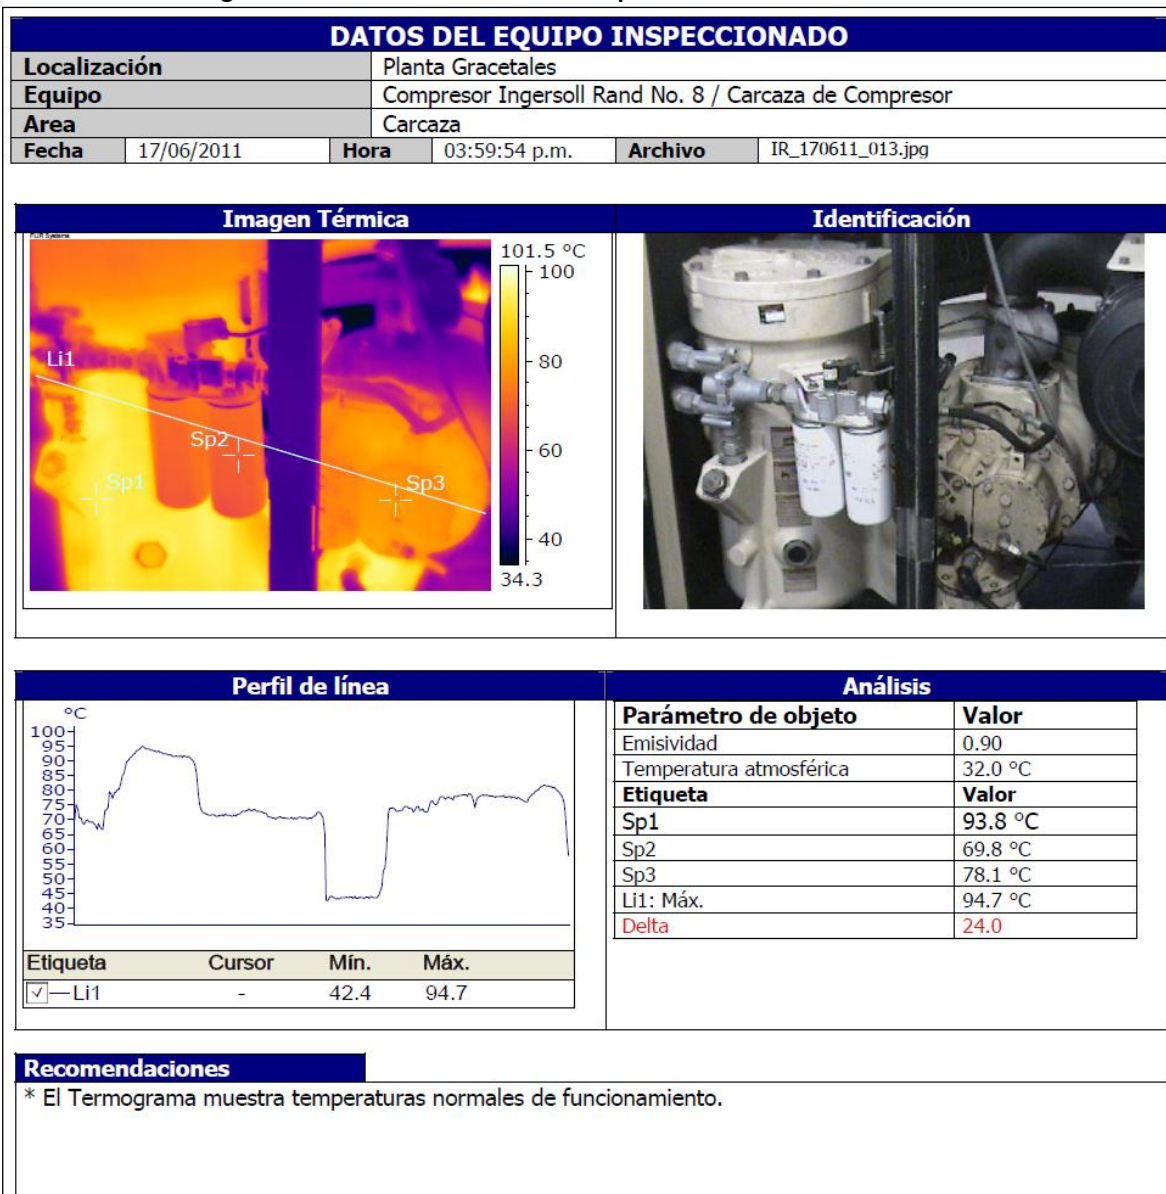 DATOS DEL EQUIPO INSPECCIONADO
Localización Planta Gracetales
Equipo Compresor Ingersoll Rand No. 8 / Carcaza de Compresor
Area Carcaza
Fecha 17/06/2011 Hora 03:59:54 p.m. Archivo IR_170611_013.jpg
Imagen Térmica Identificación
FLIR Systems
101.5 °C
100
80
60
40
34.3
Li1
Sp2
Sp1
Sp3
Perfil de línea Análisis
°C
100
95
90
85
80
75
70
65
60
55
50
45
40
35
Etiqueta Cursor Mín. Máx.
Li1 - 42.4 94.7
Parámetro de objeto Valor
Emisividad 0.90
Temperatura atmosférica 32.0 °C
Etiqueta Valor
Sp1 93.8 °C
Sp2 69.8 °C
Sp3 78.1 °C
Li1: Máx. 94.7 °C
Delta 24.0
Recomendaciones
* El Termograma muestra temperaturas normales de funcionamiento.